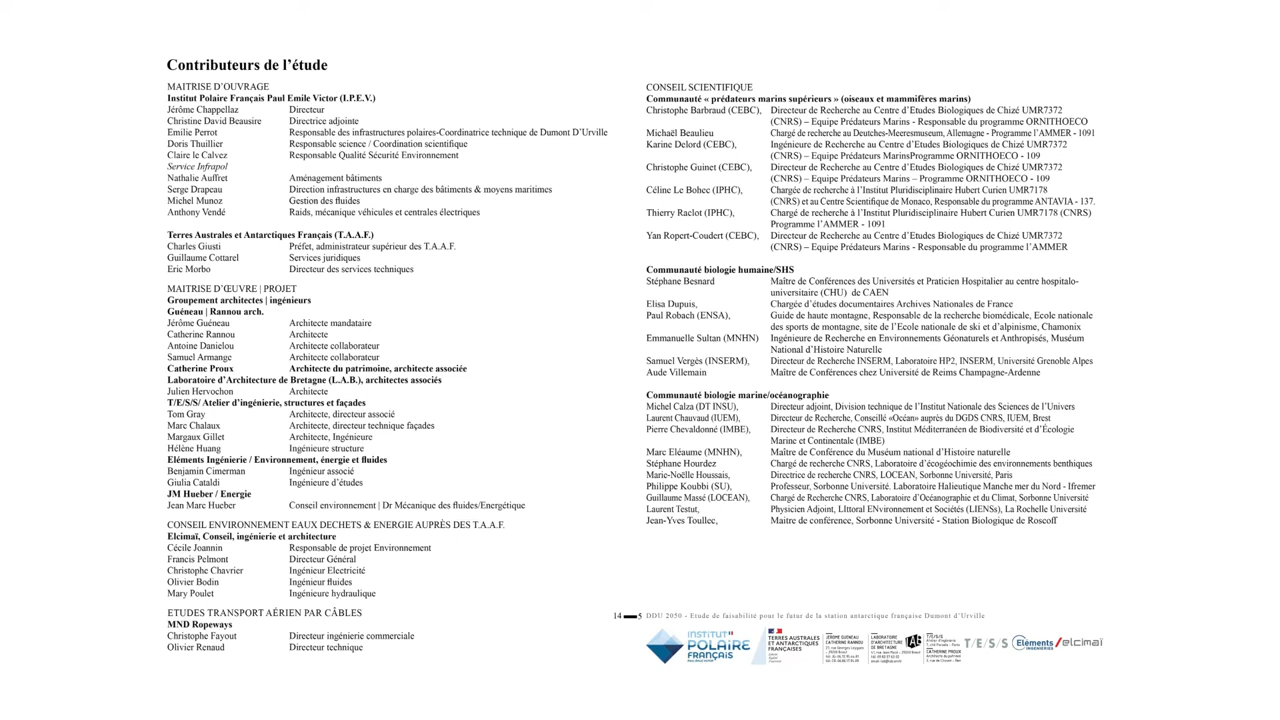 Contributeurs de l’étude
MAITRISE D’OUVRAGE
Institut Polaire Français Paul Emile Victor (I.P.E.V.)
Jérôme Chappellaz Directeur
Christine David Beausire Directrice adjointe
Emilie Perrot Responsable des infrastructures polaires-Coordinatrice technique de Dumont D’Urville
Doris Thuillier Responsable science / Coordination scientifique
Claire le Calvez Responsable Qualité Sécurité Environnement
Service Infrapol
Nathalie Auffret Aménagement bâtiments
Serge Drapeau Direction infrastructures en charge des bâtiments & moyens maritimes
Michel Munoz Gestion des fluides
Anthony Vendé Raids, mécanique véhicules et centrales électriques
Terres Australes et Antarctiques Français (T.A.A.F.)
Charles Giusti Préfet, administrateur supérieur des T.A.A.F.
Guillaume Cottarel Services juridiques
Eric Morbo Directeur des services techniques
MAITRISE D’ŒUVRE | PROJET
Groupement architectes | ingénieurs
Guéneau | Rannou arch.
Jérôme Guéneau Architecte mandataire
Catherine Rannou Architecte
Antoine Danielou Architecte collaborateur
Samuel Armange Architecte collaborateur
Catherine Proux Architecte du patrimoine, architecte associée
Laboratoire d’Architecture de Bretagne (L.A.B.), architectes associés
Julien Hervochon Architecte
T/E/S/S/ Atelier d’ingénierie, structures et façades
Tom Gray Architecte, directeur associé
Marc Chalaux Architecte, directeur technique façades
Margaux Gillet Architecte, Ingénieure
Hélène Huang Ingénieure structure
Eléments Ingénierie / Environnement, énergie et fluides
Benjamin Cimerman Ingénieur associé
Giulia Cataldi Ingénieure d’études
JM Hueber / Energie
Jean Marc Hueber Conseil environnement | Dr Mécanique des fluides/Energétique
CONSEIL ENVIRONNEMENT EAUX DECHETS & ENERGIE AUPRÈS DES T.A.A.F.
Elcimaï, Conseil, ingénierie et architecture
Cécile Joannin Responsable de projet Environnement
Francis Pelmont Directeur Général
Christophe Chavrier Ingénieur Electricité
Olivier Bodin Ingénieur fluides
Mary Poulet Ingénieure hydraulique
ETUDES TRANSPORT AÉRIEN PAR CÂBLES
MND Ropeways
Christophe Fayout Directeur ingénierie commerciale
Olivier Renaud Directeur technique
CONSEIL SCIENTIFIQUE
Communauté « prédateurs marins supérieurs » (oiseaux et mammifères marins)
Christophe Barbraud (CEBC), Directeur de Recherche au Centre d’Etudes Biologiques de Chizé UMR7372
(CNRS) – Equipe Prédateurs Marins - Responsable du programme ORNITHOECO
Michaël Beaulieu Chargé de recherche au Deutches-Meeresmuseum, Allemagne - Programme l’AMMER - 1091
Karine Delord (CEBC), Ingénieure de Recherche au Centre d’Etudes Biologiques de Chizé UMR7372
(CNRS) – Equipe Prédateurs MarinsProgramme ORNITHOECO - 109
Christophe Guinet (CEBC), Directeur de Recherche au Centre d’Etudes Biologiques de Chizé UMR7372
(CNRS) – Equipe Prédateurs Marins – Programme ORNITHOECO - 109
Céline Le Bohec (IPHC), Chargée de recherche à l’Institut Pluridisciplinaire Hubert Curien UMR7178
(CNRS) et au Centre Scientifique de Monaco, Responsable du programme ANTAVIA - 137.
Thierry Raclot (IPHC), Chargé de recherche à l’Institut Pluridisciplinaire Hubert Curien UMR7178 (CNRS)
Programme l’AMMER - 1091
Yan Ropert-Coudert (CEBC), Directeur de Recherche au Centre d’Etudes Biologiques de Chizé UMR7372
(CNRS) – Equipe Prédateurs Marins - Responsable du programme l’AMMER
Communauté biologie humaine/SHS
Stéphane Besnard Maître de Conférences des Universités et Praticien Hospitalier au centre hospitalo-
universitaire (CHU) de CAEN
Elisa Dupuis, Chargée d’études documentaires Archives Nationales de France
Paul Robach (ENSA), Guide de haute montagne, Responsable de la recherche biomédicale, Ecole nationale
des sports de montagne, site de l’Ecole nationale de ski et d’alpinisme, Chamonix
Emmanuelle Sultan (MNHN) Ingénieure de Recherche en Environnements Géonaturels et Anthropisés, Muséum
National d’Histoire Naturelle
Samuel Vergès (INSERM), Directeur de Recherche INSERM, Laboratoire HP2, INSERM, Université Grenoble Alpes
Aude Villemain Maître de Conférences chez Université de Reims Champagne-Ardenne
Communauté biologie marine/océanographie
Michel Calza (DT INSU), Directeur adjoint, Division technique de l’Institut Nationale des Sciences de l’Univers
Laurent Chauvaud (IUEM), Directeur de Recherche, Conseillé «Océan» auprès du DGDS CNRS, IUEM, Brest
Pierre Chevaldonné (IMBE), Directeur de Recherche CNRS, Institut Méditerranéen de Biodiversité et d’Écologie
Marine et Continentale (IMBE)
Marc Eléaume (MNHN), Maître de Conférence du Muséum national d’Histoire naturelle
Stéphane Hourdez Chargé de recherche CNRS, Laboratoire d’écogéochimie des environnements benthiques
Marie-Noëlle Houssais, Directrice de recherche CNRS, LOCEAN, Sorbonne Université, Paris
Philippe Koubbi (SU), Professeur, Sorbonne Université. Laboratoire Halieutique Manche mer du Nord - Ifremer
Guillaume Massé (LOCEAN), Chargé de Recherche CNRS, Laboratoire d’Océanographie et du Climat, Sorbonne Université
Laurent Testut, Physicien Adjoint, LIttoral ENvironnement et Sociétés (LIENSs), La Rochelle Université
Jean-Yves Toullec, Maitre de conférence, Sorbonne Université - Station Biologique de Roscoff
14 5 DDU 2050 - Etude de faisabilité pour le futur de la station antarctique française Dumont d’Urville
INSTITUT
POLAIRE
FRANÇAIS
TERRES AUSTRALES
ET ANTARCTIQUES
FRANÇAISES
JEROME GUENEAU
CATHERINE RANNOU
LABORATOIRE
D'ARCHITECTURE
DE BRETAGNE
LAB
T/E/S/S
CATHERINE PROUX
T/E/S/S
Eléments
INGÉNIERIES
elcimaï